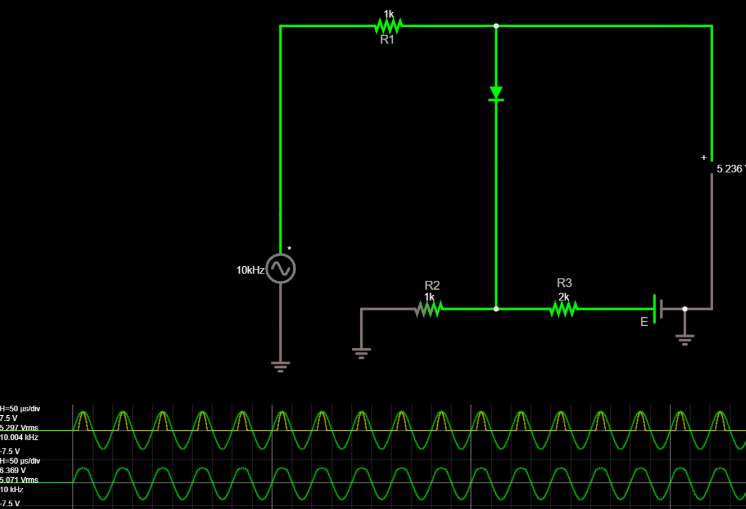 1k
R1
+
5.236 V
*
10kHz
R2
1k
R3
2k
E
H=50 µs/div
7.5 V
5.297 Vrms
10.004 kHz
-7.5 V
H=50 µs/div
6.369 V
5.071 Vrms
10 kHz
-7.5 V